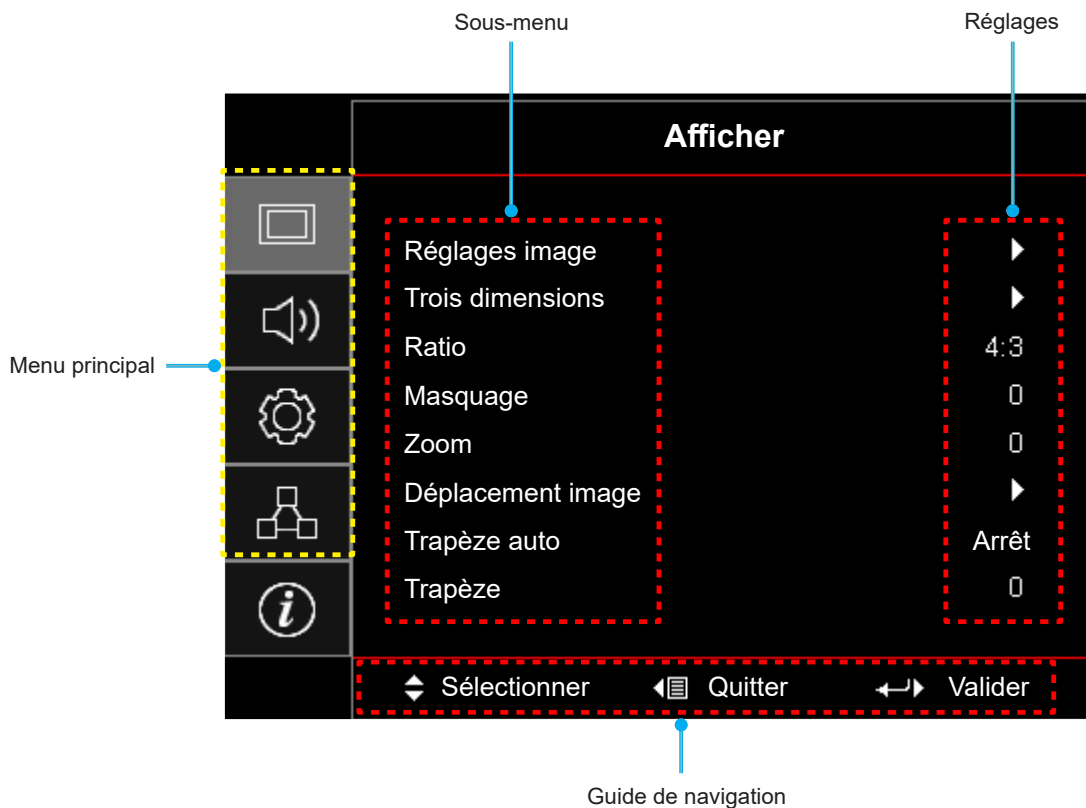 Sous-menu
Réglages
Afficher
Réglages image
Trois dimensions
Ratio 4:3
Menu principal
Masquage 0
Zoom 0
Déplacement image
Trapèze auto Arrêt
Trapèze 0
i
Sélectionner Quitter Valider
Guide de navigation